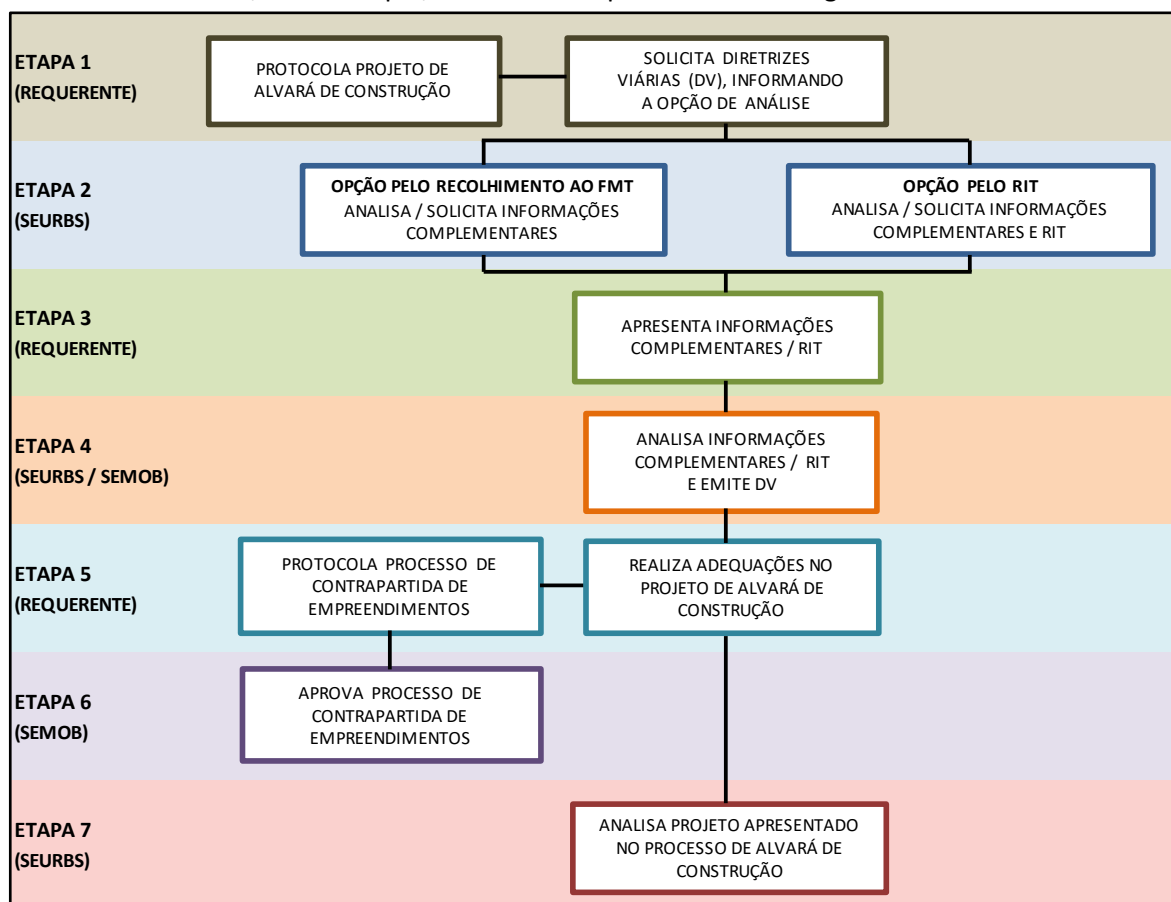 ETAPA 1
(REQUERENTE)
PROTOCOLA PROJETO DE
ALVARÁ DE CONSTRUÇÃO
SOLICITA DIRETRIZES
VIÁRIAS (DV), INFORMANDO
A OPÇÃO DE ANÁLISE
ETAPA 2
(SEURBS)
OPÇÃO PELO RECOLHIMENTO AO FMT
ANALISA / SOLICITA INFORMAÇÕES
COMPLEMENTARES
OPÇÃO PELO RIT
ANALISA / SOLICITA INFORMAÇÕES
COMPLEMENTARES E RIT
ETAPA 3
(REQUERENTE)
APRESENTA INFORMAÇÕES
COMPLEMENTARES / RIT
ETAPA 4
(SEURBS / SEMOB)
ANALISA INFORMAÇÕES
COMPLEMENTARES / RIT
E EMITE DV
ETAPA 5
(REQUERENTE)
PROTOCOLA PROCESSO DE
CONTRAPARTIDA DE
EMPREENDIMENTOS
REALIZA ADEQUAÇÕES NO
PROJETO DE ALVARÁ DE
CONSTRUÇÃO
ETAPA 6
(SEMOB)
APROVA PROCESSO DE
CONTRAPARTIDA DE
EMPREENDIMENTOS
ETAPA 7
(SEURBS)
ANALISA PROJETO APRESENTADO
NO PROCESSO DE ALVARÁ DE
CONSTRUÇÃO